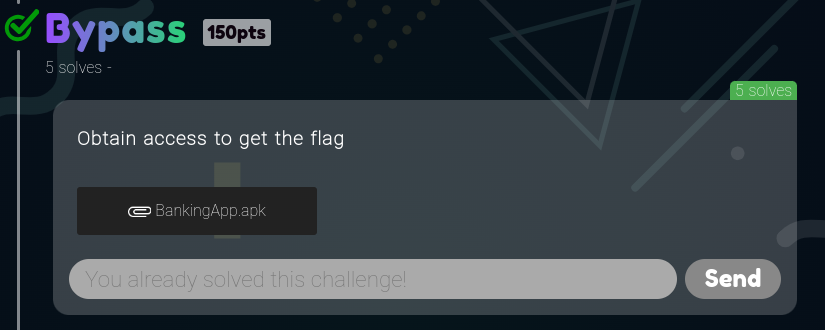 Bypass 150pts
5 solves -
5 solves
Obtain access to get the flag
BankingApp.apk
You already solved this challenge! Send